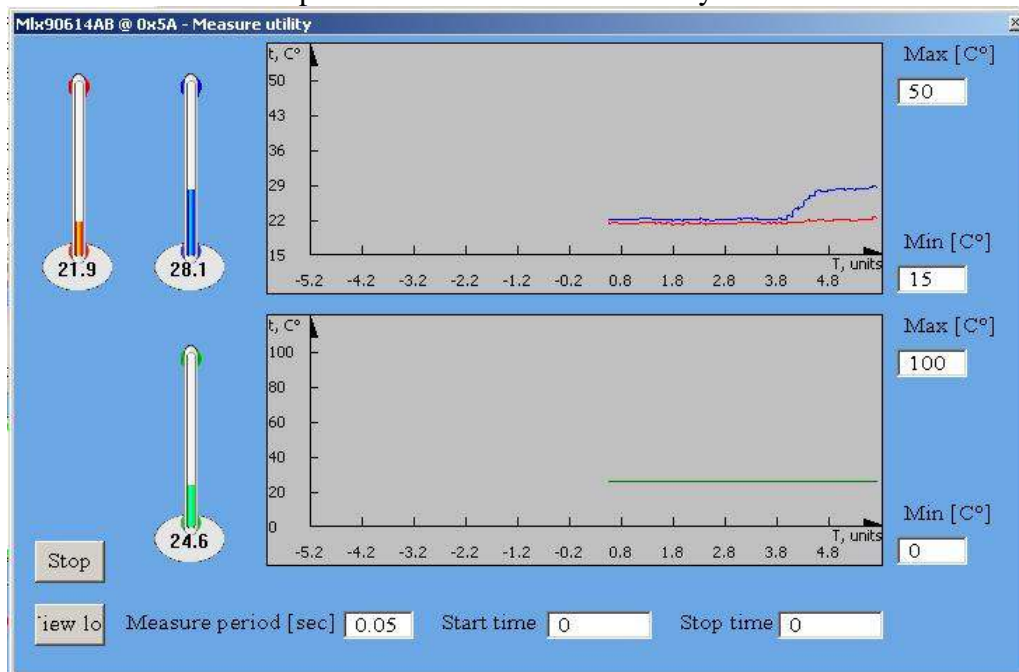 Mlx90614AB @ 0x5A - Measure utility
t, C°
50
43
36
29
22
15
-5.2 -4.2 -3.2 -2.2 -1.2 -0.2 0.8 1.8 2.8 3.8 4.8
T, units
Max [C°]
50
Min [C°]
15
21.9 28.1
t, C°
100
80
60
40
20
0
-5.2 -4.2 -3.2 -2.2 -1.2 -0.2 0.8 1.8 2.8 3.8 4.8
T, units
Max [C°]
100
Min [C°]
0
24.6
Stop
iew lo
Measure period [sec] 0.05 Start time 0 Stop time 0